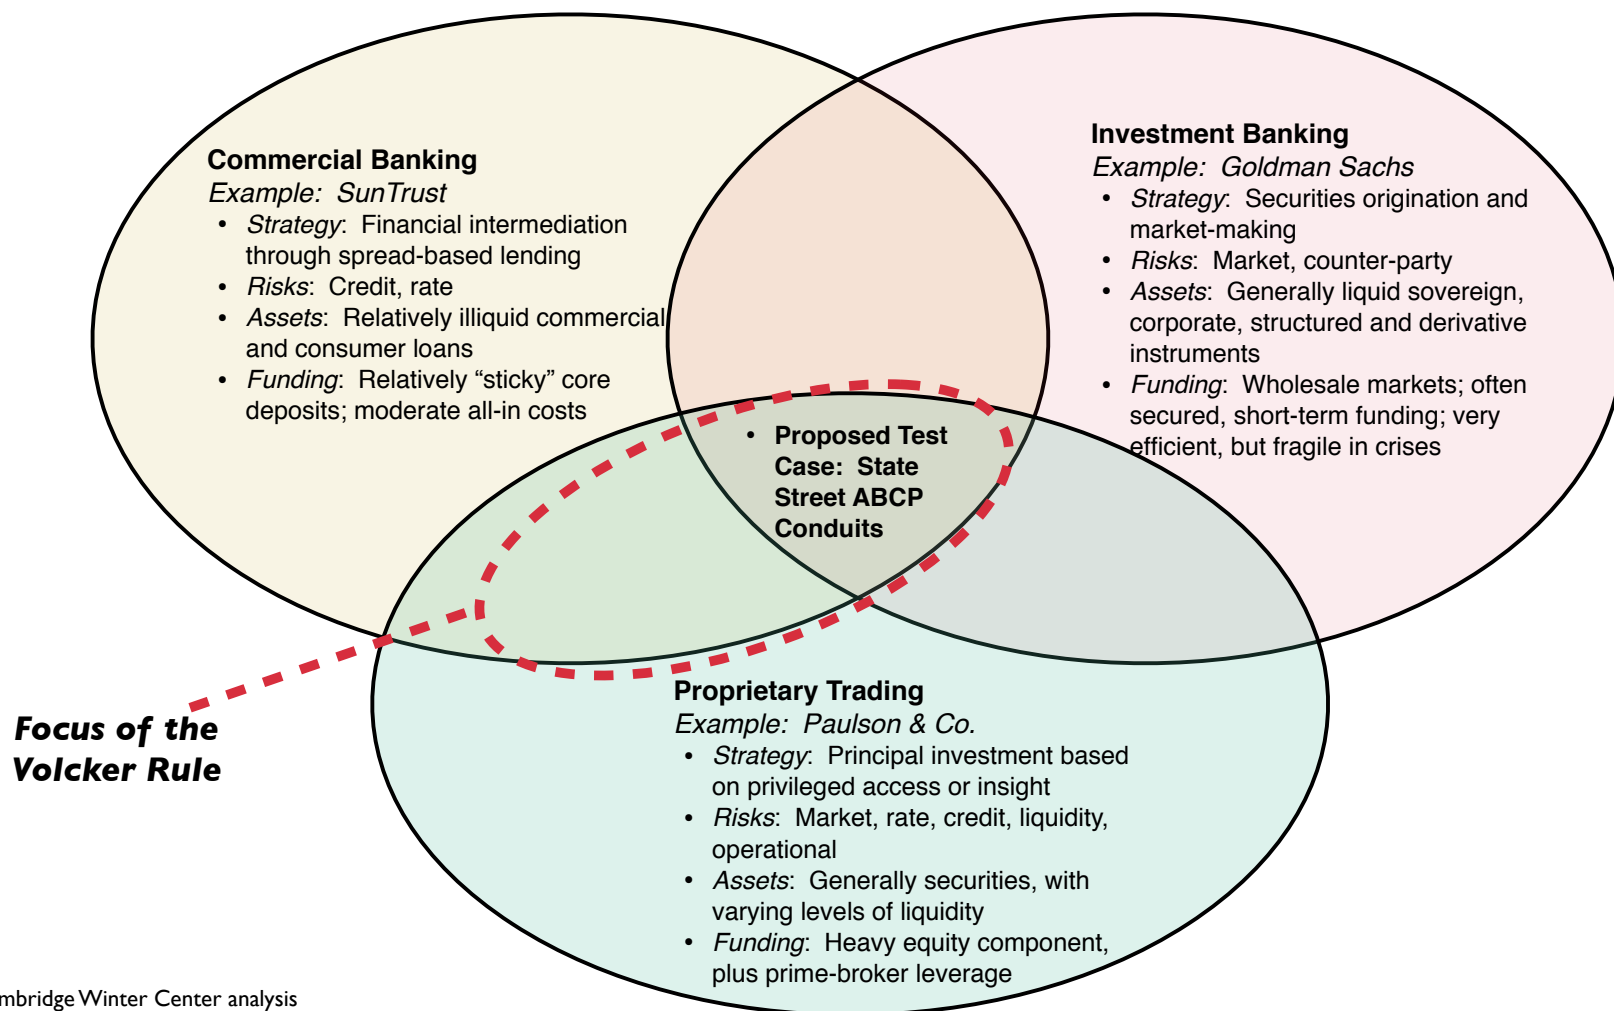 Commercial Banking
Example: SunTrust
• Strategy: Financial intermediation
through spread-based lending
• Risks: Credit, rate
• Assets: Relatively illiquid commercial
and consumer loans
• Funding: Relatively “sticky” core
deposits; moderate all-in costs
Investment Banking
Example: Goldman Sachs
• Strategy: Securities origination and
market-making
• Risks: Market, counter-party
• Assets: Generally liquid sovereign,
corporate, structured and derivative
instruments
• Funding: Wholesale markets; often
secured, short-term funding; very
efficient, but fragile in crises
• Proposed Test
Case: State
Street ABCP
Conduits
Focus of the
Volcker Rule
Proprietary Trading
Example: Paulson & Co.
• Strategy: Principal investment based
on privileged access or insight
• Risks: Market, rate, credit, liquidity,
operational
• Assets: Generally securities, with
varying levels of liquidity
• Funding: Heavy equity component,
plus prime-broker leverage
mbridge Winter Center analysis